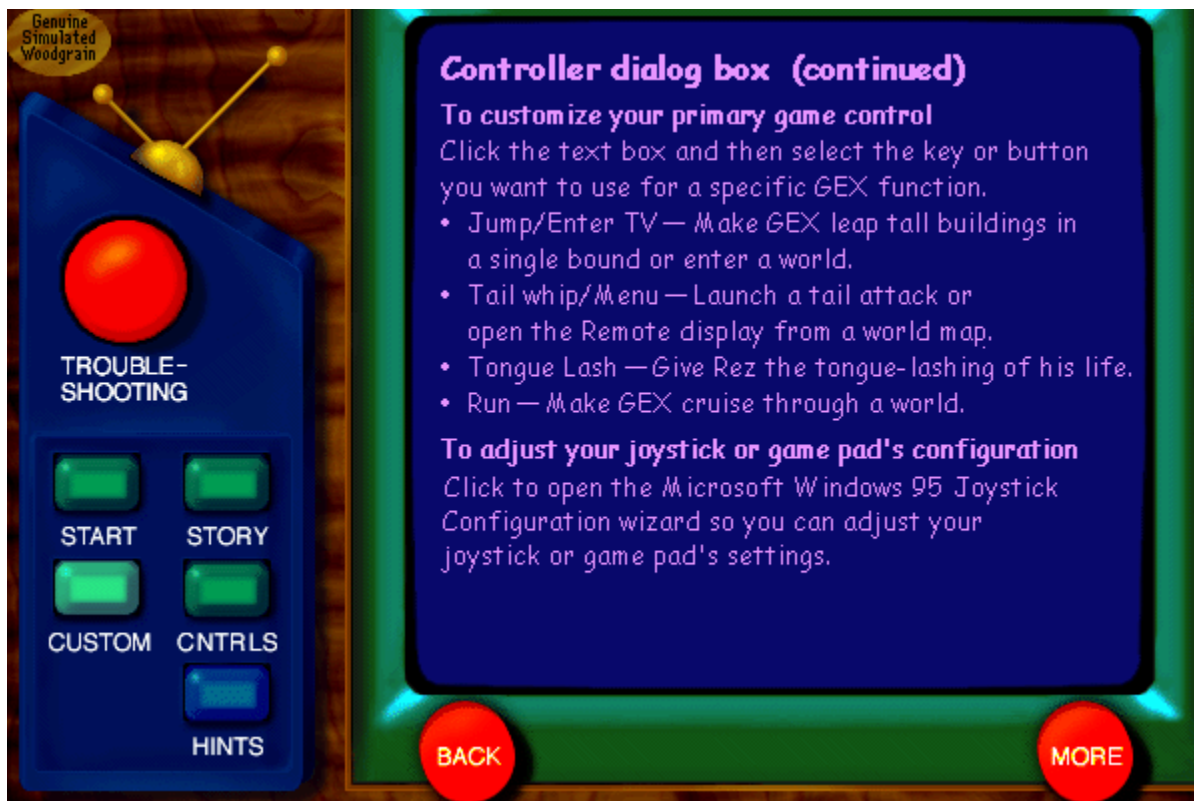 Genuine
Simulated
Woodgrain
TROUBLE-
SHOOTING
START STORY
CUSTOM CNTRLS
HINTS
Controller dialog box (continued)
To customize your primary game control
Click the text box and then select the key or button
you want to use for a specific GEX function.
• Jump/Enter TV — Make GEX leap tall buildings in
a single bound or enter a world.
• Tail whip/Menu — Launch a tail attack or
open the Remote display from a world map.
• Tongue Lash — Give Rez the tongue-lashing of his life.
• Run — Make GEX cruise through a world.
To adjust your joystick or game pad's configuration
Click to open the Microsoft Windows 95 Joystick
Configuration wizard so you can adjust your
joystick or game pad's settings.
BACK MORE